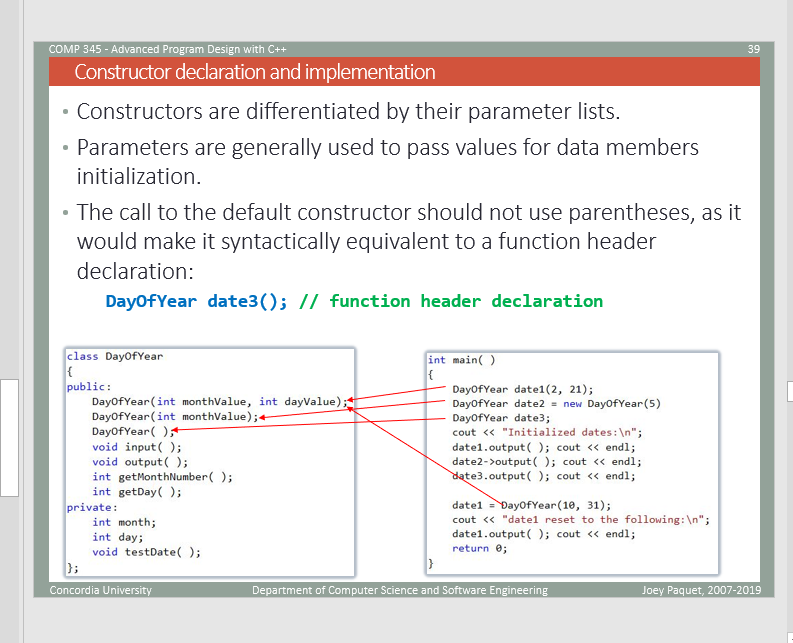 COMP 345 - Advanced Program Design with C++
39
Constructor declaration and implementation
• Constructors are differentiated by their parameter lists.
• Parameters are generally used to pass values for data members
initialization.
• The call to the default constructor should not use parentheses, as it
would make it syntactically equivalent to a function header
declaration:
DayOfYear date3(); // function header declaration
class DayOfYear
{
public:
DayOfYear(int monthValue, int dayValue);
DayOfYear(int monthValue);
DayOfYear( );
void input( );
void output( );
int getMonthNumber( );
int getDay( );
private:
int month;
int day;
void testDate( );
};
int main( )
{
DayOfYear date1(2, 21);
DayOfYear date2 = new DayOfYear(5)
DayOfYear date3;
cout << "Initialized dates:\n";
date1.output( ); cout << endl;
date2->output( ); cout << endl;
date3.output( ); cout << endl;
date1 = DayOfYear(10, 31);
cout << "date1 reset to the following:\n";
date1.output( ); cout << endl;
return 0;
}
Concordia University
Department of Computer Science and Software Engineering
Joey Paquet, 2007-2019